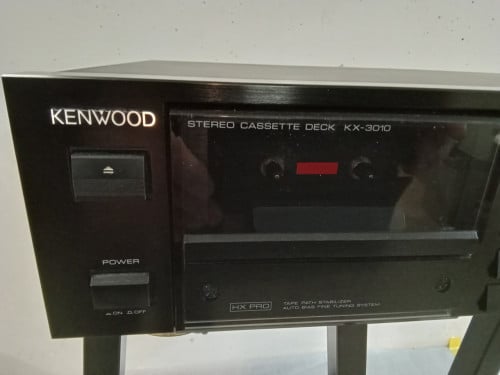 KENWOOD
STEREO CASSETTE DECK KX-3010
POWER
ON OFF
HX PRO
TAPE PATH STABILIZER
AUTO BIAS FINE TUNING SYSTEM